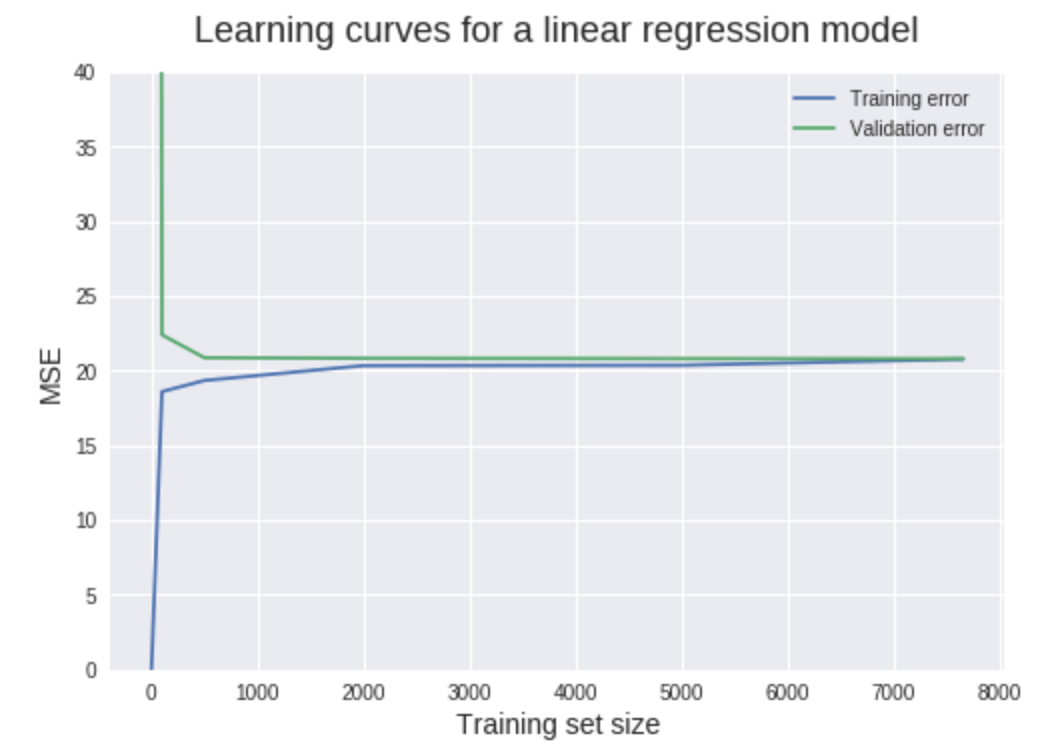 Learning curves for a linear regression model
40
35
30
25
20
15
10
5
0
MSE
Training error
Validation error
0 1000 2000 3000 4000 5000 6000 7000 8000
Training set size